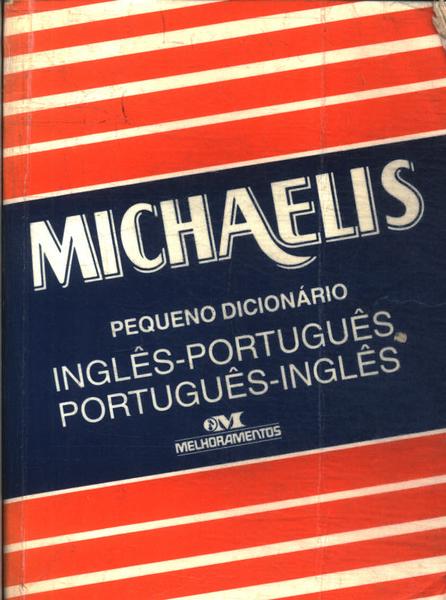 MICHAELIS
PEQUENO DICIONÁRIO
INGLÊS-PORTUGUÊS
PORTUGUÊS-INGLÊS
M
MELHORAMENTOS